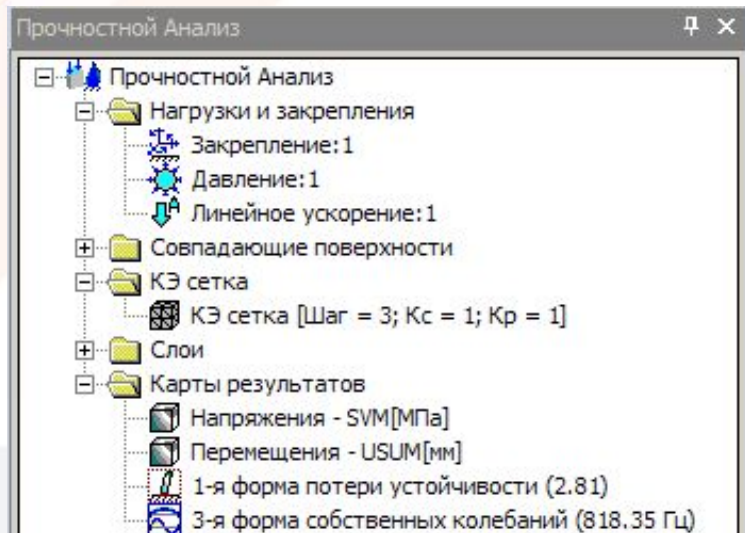 Прочностной Анализ
Прочностной Анализ
Нагрузки и закрепления
Закрепление:1
Давление:1
Линейное ускорение:1
Совпадающие поверхности
КЭ сетка
КЭ сетка [Шаг = 3; Кс = 1; Кр = 1]
Слои
Карты результатов
Напряжения - SVM[МПа]
Перемещения - USUM[мм]
1-я форма потери устойчивости (2.81)
3-я форма собственных колебаний (818.35 Гц)